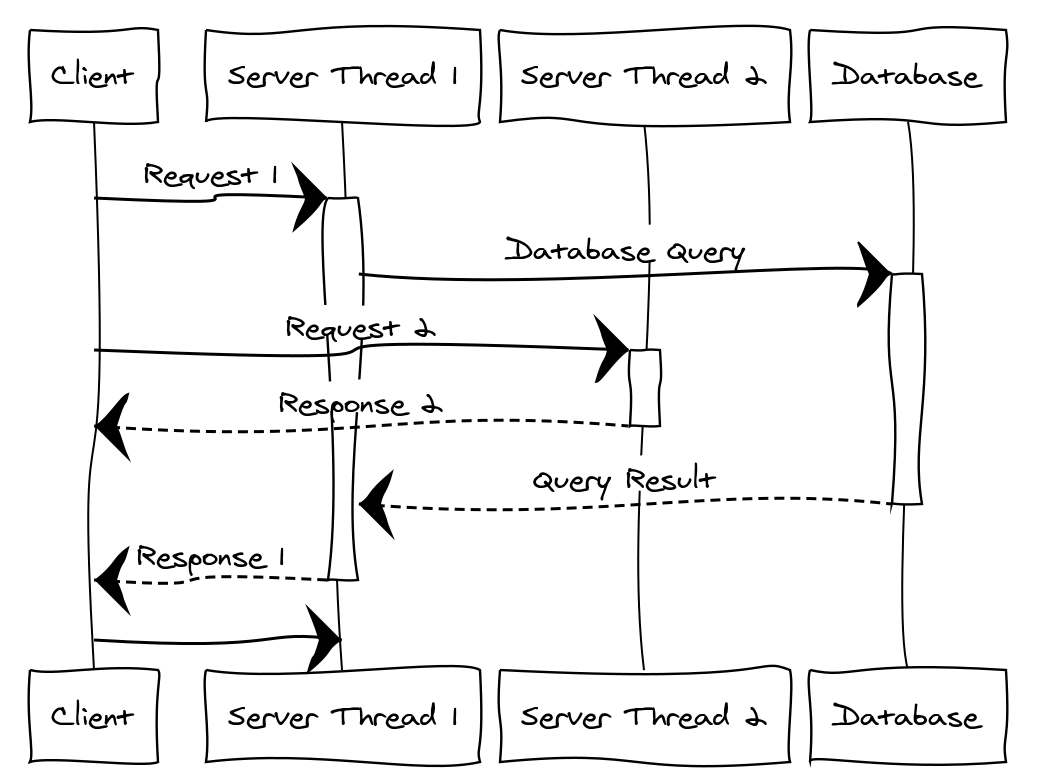 Client
Server Thread 1
Server Thread 2
Database
Request 1
Database Query
Request 2
Response 2
Query Result
Response 1
Client
Server Thread 1
Server Thread 2
Database